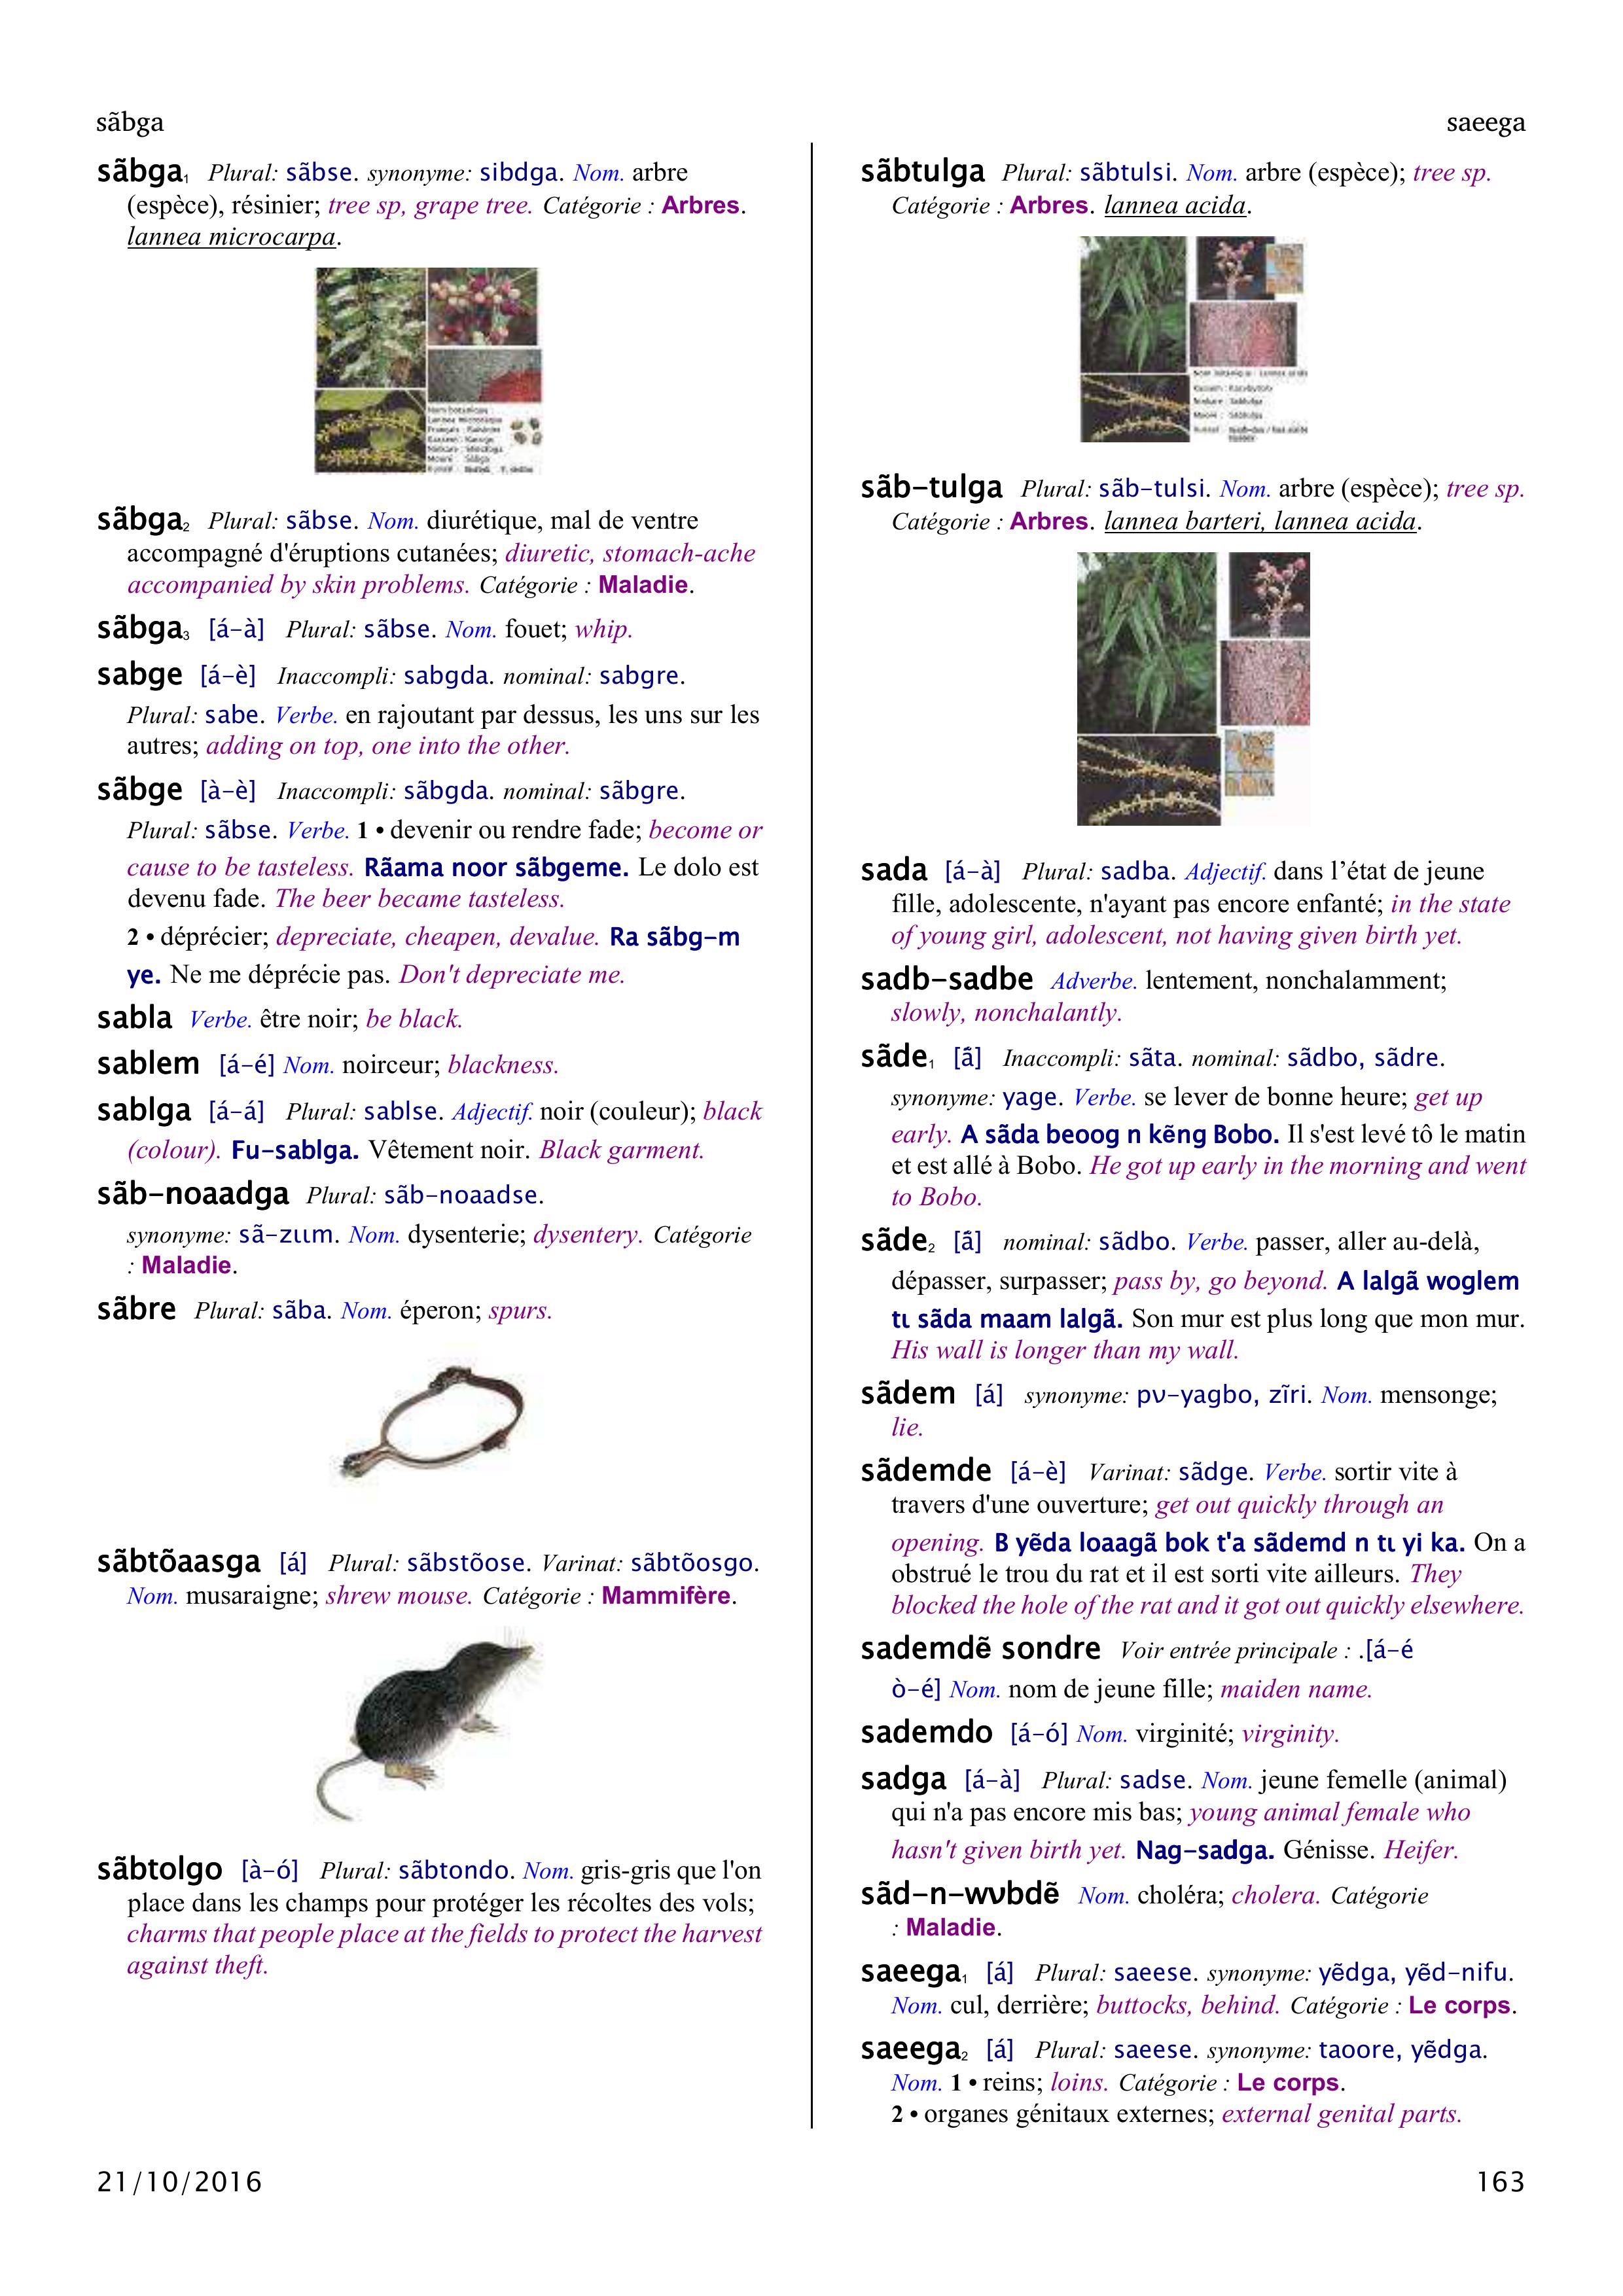 sãbga
saeega
sãbga₁ Plural: sãbse. synonyme: sibdga. Nom. arbre
(espèce), résinier; tree sp, grape tree. Catégorie : Arbres.
lannea microcarpa.
sãbga₂ Plural: sãbse. Nom. diurétique, mal de ventre
accompagné d'éruptions cutanées; diuretic, stomach-ache
accompanied by skin problems. Catégorie : Maladie.
sãbga₃ [á-à] Plural: sãbse. Nom. fouet; whip.
sabge [á-è] Inaccompli: sabgda. nominal: sabgre.
Plural: sabe. Verbe. en rajoutant par dessus, les uns sur les
autres; adding on top, one into the other.
sãbge [à-è] Inaccompli: sãbgda. nominal: sãbgre.
Plural: sãbse. Verbe. 1 • devenir ou rendre fade; become or
cause to be tasteless. Rãama noor sãbgeme. Le dolo est
devenu fade. The beer became tasteless.
2 • déprécier; depreciate, cheapen, devalue. Ra sãbg-m
ye. Ne me déprécie pas. Don't depreciate me.
sabla Verbe. être noir; be black.
sablem [á-é] Nom. noirceur; blackness.
sablga [á-á] Plural: sablse. Adjectif. noir (couleur); black
(colour). Fu-sablga. Vêtement noir. Black garment.
sãb-noaadga Plural: sãb-noaadse.
synonyme: sã-zɩɩm. Nom. dysenterie; dysentery. Catégorie
: Maladie.
sãbre Plural: sãba. Nom. éperon; spurs.
sãbtõaasga [á] Plural: sãbstõose. Varinat: sãbtõosgo.
Nom. musaraigne; shrew mouse. Catégorie : Mammifère.
sãbtolgo [à-ó] Plural: sãbtondo. Nom. gris-gris que l'on
place dans les champs pour protéger les récoltes des vols;
charms that people place at the fields to protect the harvest
against theft.
sãbtulga Plural: sãbtulsi. Nom. arbre (espèce); tree sp.
Catégorie : Arbres. lannea acida.
sãb-tulga Plural: sãb-tulsi. Nom. arbre (espèce); tree sp.
Catégorie : Arbres. lannea barteri, lannea acida.
sada [á-à] Plural: sadba. Adjectif. dans l’état de jeune
fille, adolescente, n'ayant pas encore enfanté; in the state
of young girl, adolescent, not having given birth yet.
sadb-sadbe Adverbe. lentement, nonchalamment;
slowly, nonchalantly.
sãde₁ [ã́] Inaccompli: sãta. nominal: sãdbo, sãdre.
synonyme: yage. Verbe. se lever de bonne heure; get up
early. A sãda beoog n kẽng Bobo. Il s'est levé tô le matin
et est allé à Bobo. He got up early in the morning and went
to Bobo.
sãde₂ [ã́] nominal: sãdbo. Verbe. passer, aller au-delà,
dépasser, surpasser; pass by, go beyond. A lalgã woglem
tɩ sãda maam lalgã. Son mur est plus long que mon mur.
His wall is longer than my wall.
sãdem [á] synonyme: pʋ-yagbo, zĩri. Nom. mensonge;
lie.
sãdemde [á-è] Varinat: sãdge. Verbe. sortir vite à
travers d'une ouverture; get out quickly through an
opening. B yẽda loaagã bok t'a sãdemd n tɩ yi ka. On a
obstrué le trou du rat et il est sorti vite ailleurs. They
blocked the hole of the rat and it got out quickly elsewhere.
sademdẽ sondre Voir entrée principale : .[á-é
ò-é] Nom. nom de jeune fille; maiden name.
sademdo [á-ó] Nom. virginité; virginity.
sadga [á-à] Plural: sadse. Nom. jeune femelle (animal)
qui n'a pas encore mis bas; young animal female who
hasn't given birth yet. Nag-sadga. Génisse. Heifer.
sãd-n-wʋbdẽ Nom. choléra; cholera. Catégorie
: Maladie.
saeega₁ [á] Plural: saeese. synonyme: yẽdga, yẽd-nifu.
Nom. cul, derrière; buttocks, behind. Catégorie : Le corps.
saeega₂ [á] Plural: saeese. synonyme: taoore, yẽdga.
Nom. 1 • reins; loins. Catégorie : Le corps.
2 • organes génitaux externes; external genital parts.
21/10/2016
163